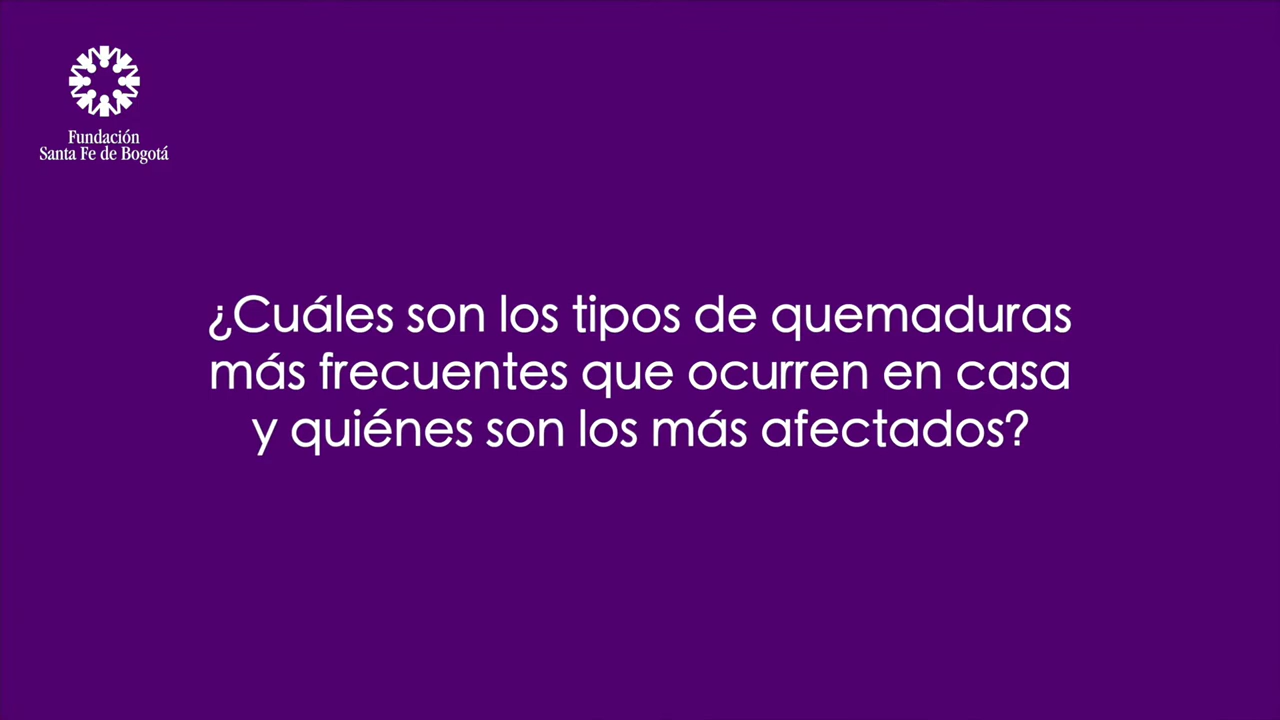 Fundación
Santa Fe de Bogotá
¿Cuáles son los tipos de quemaduras
más frecuentes que ocurren en casa
y quiénes son los más afectados?